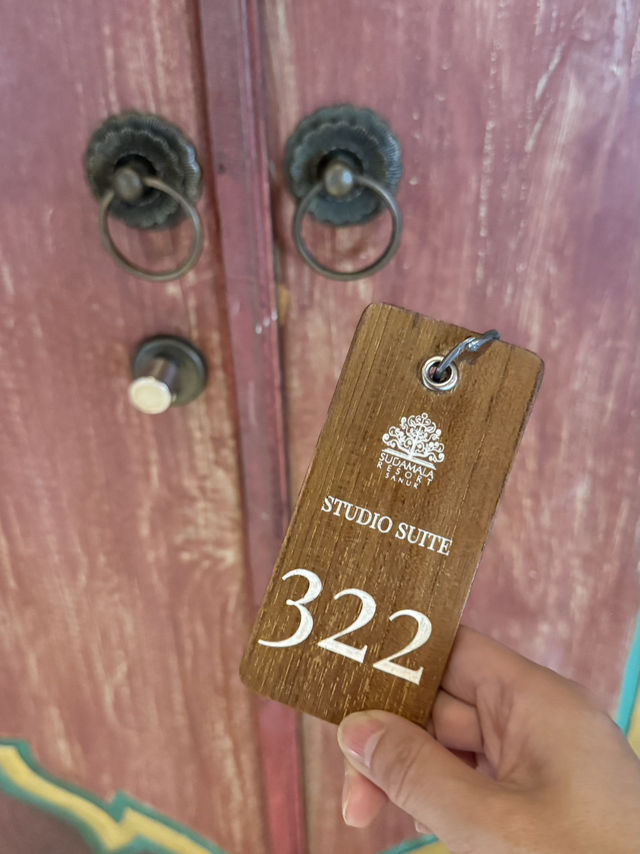 SUDAMALA
RESORT
SANUR
STUDIO SUITE
322